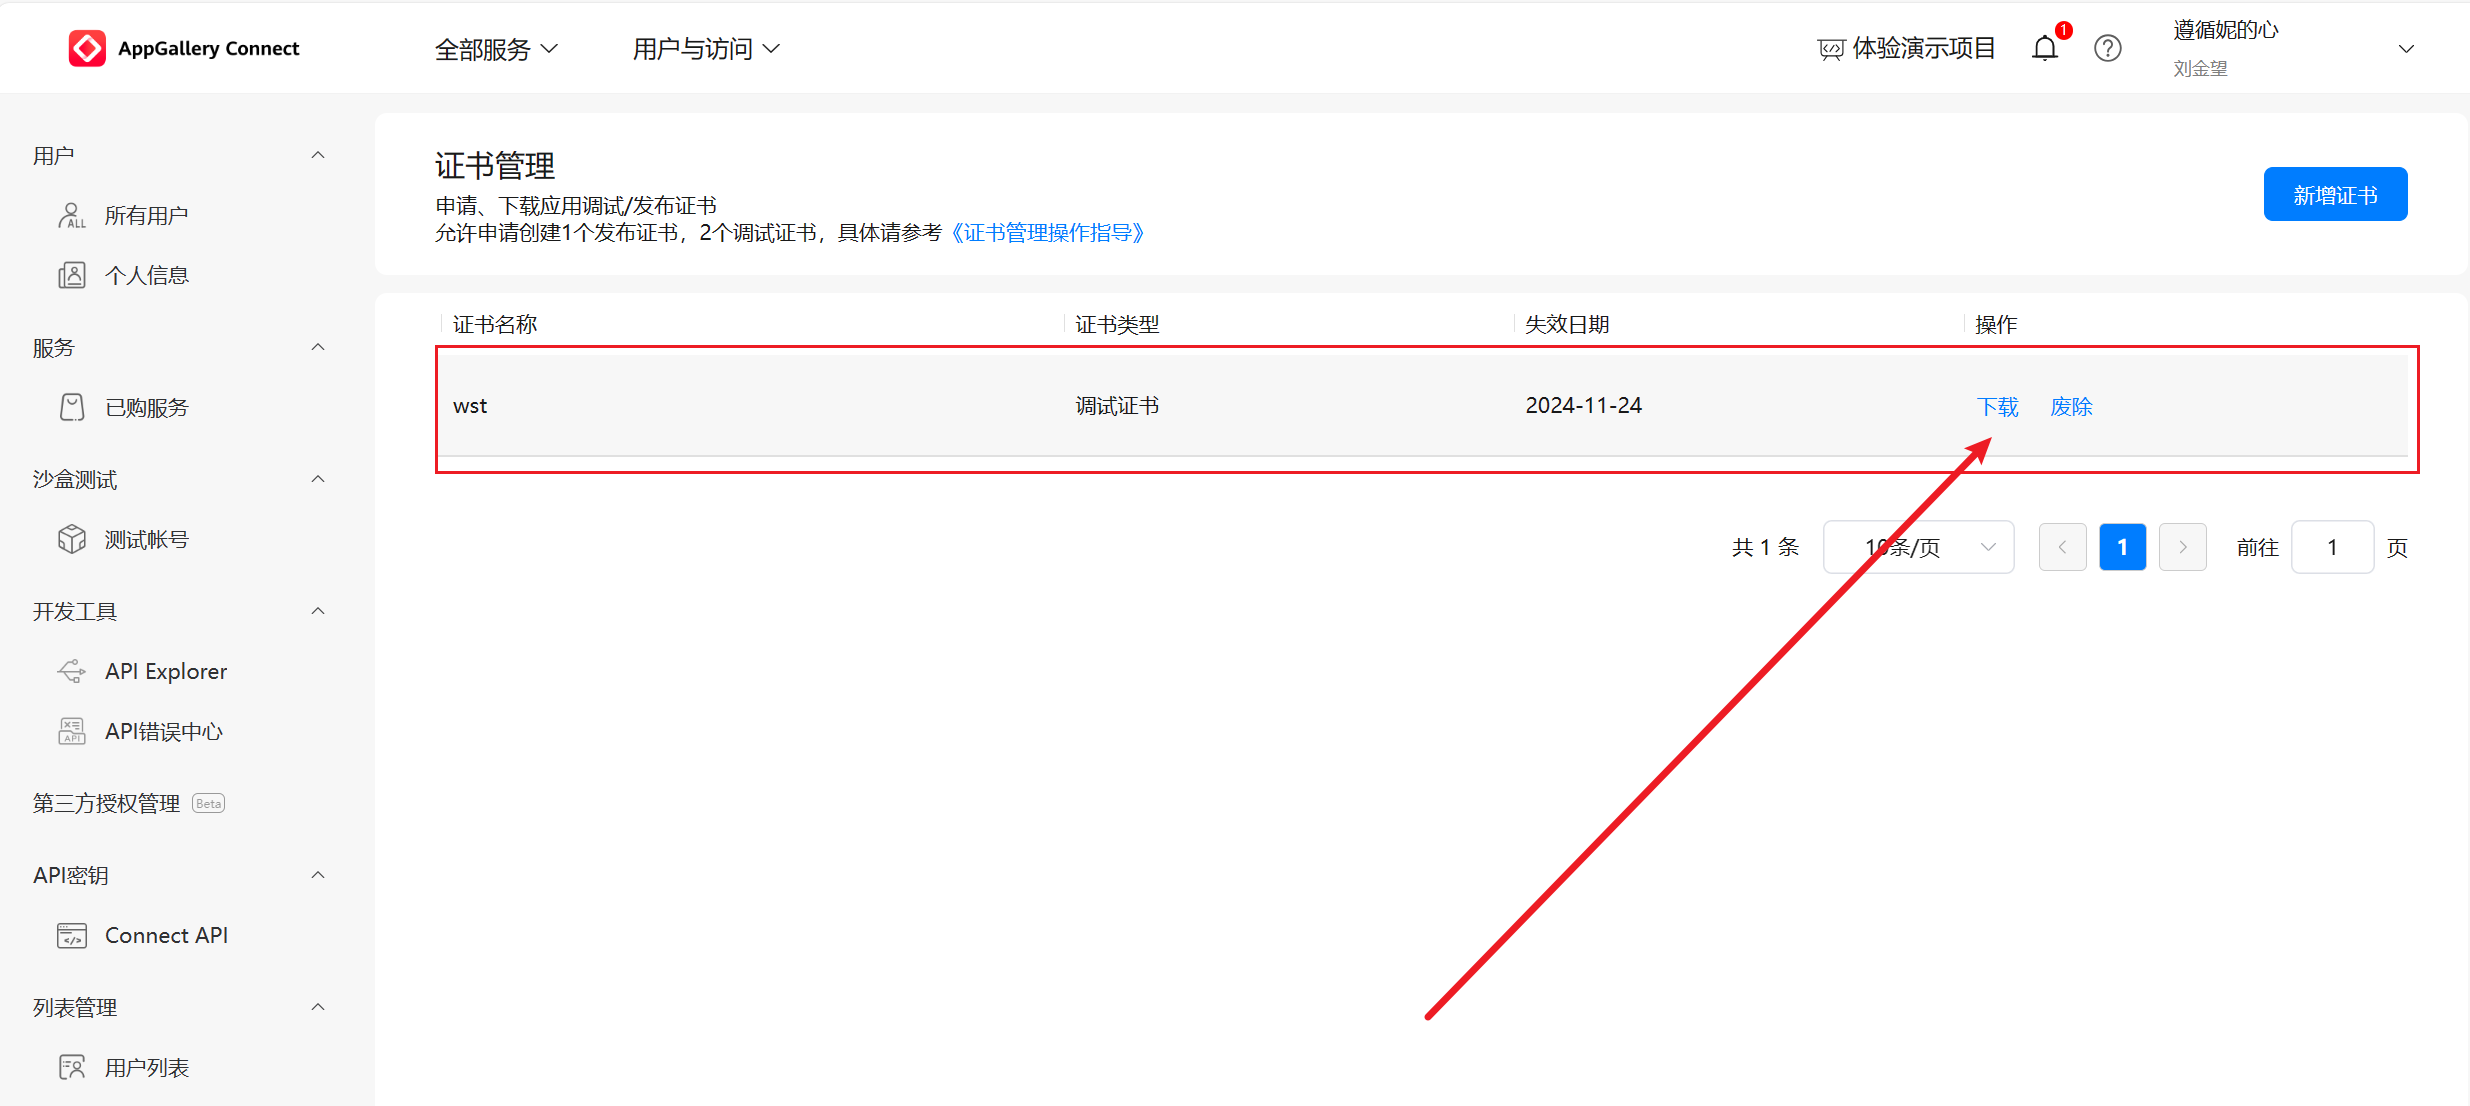 AppGallery Connect
全部服务
用户与访问
体验演示项目
1
遵循妮的心
刘金望
用户
ALL
所有用户
个人信息
服务
已购服务
沙盒测试
测试帐号
开发工具
API Explorer
API
API错误中心
第三方授权管理 Beta
API密钥
Connect API
列表管理
用户列表
证书管理
申请、下载应用调试/发布证书
允许申请创建1个发布证书，2个调试证书，具体请参考《证书管理操作指导》
新增证书
证书名称 证书类型 失效日期 操作
wst 调试证书 2024-11-24 下载 废除
共 1 条 10条/页 1 前往 1 页